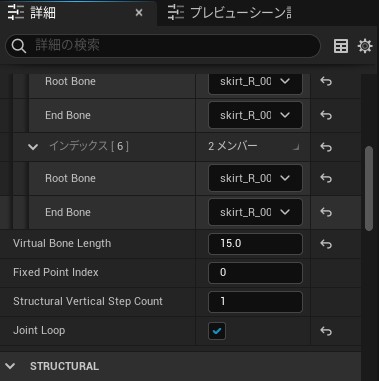 詳細
プレビューシーン
詳細の検索
Root Bone
skirt_R_00
End Bone
skirt_R_00
インデックス [ 6 ]
2 メンバー
Root Bone
skirt_R_00
End Bone
skirt_R_00
Virtual Bone Length
15.0
Fixed Point Index
0
Structural Vertical Step Count
1
Joint Loop
STRUCTURAL